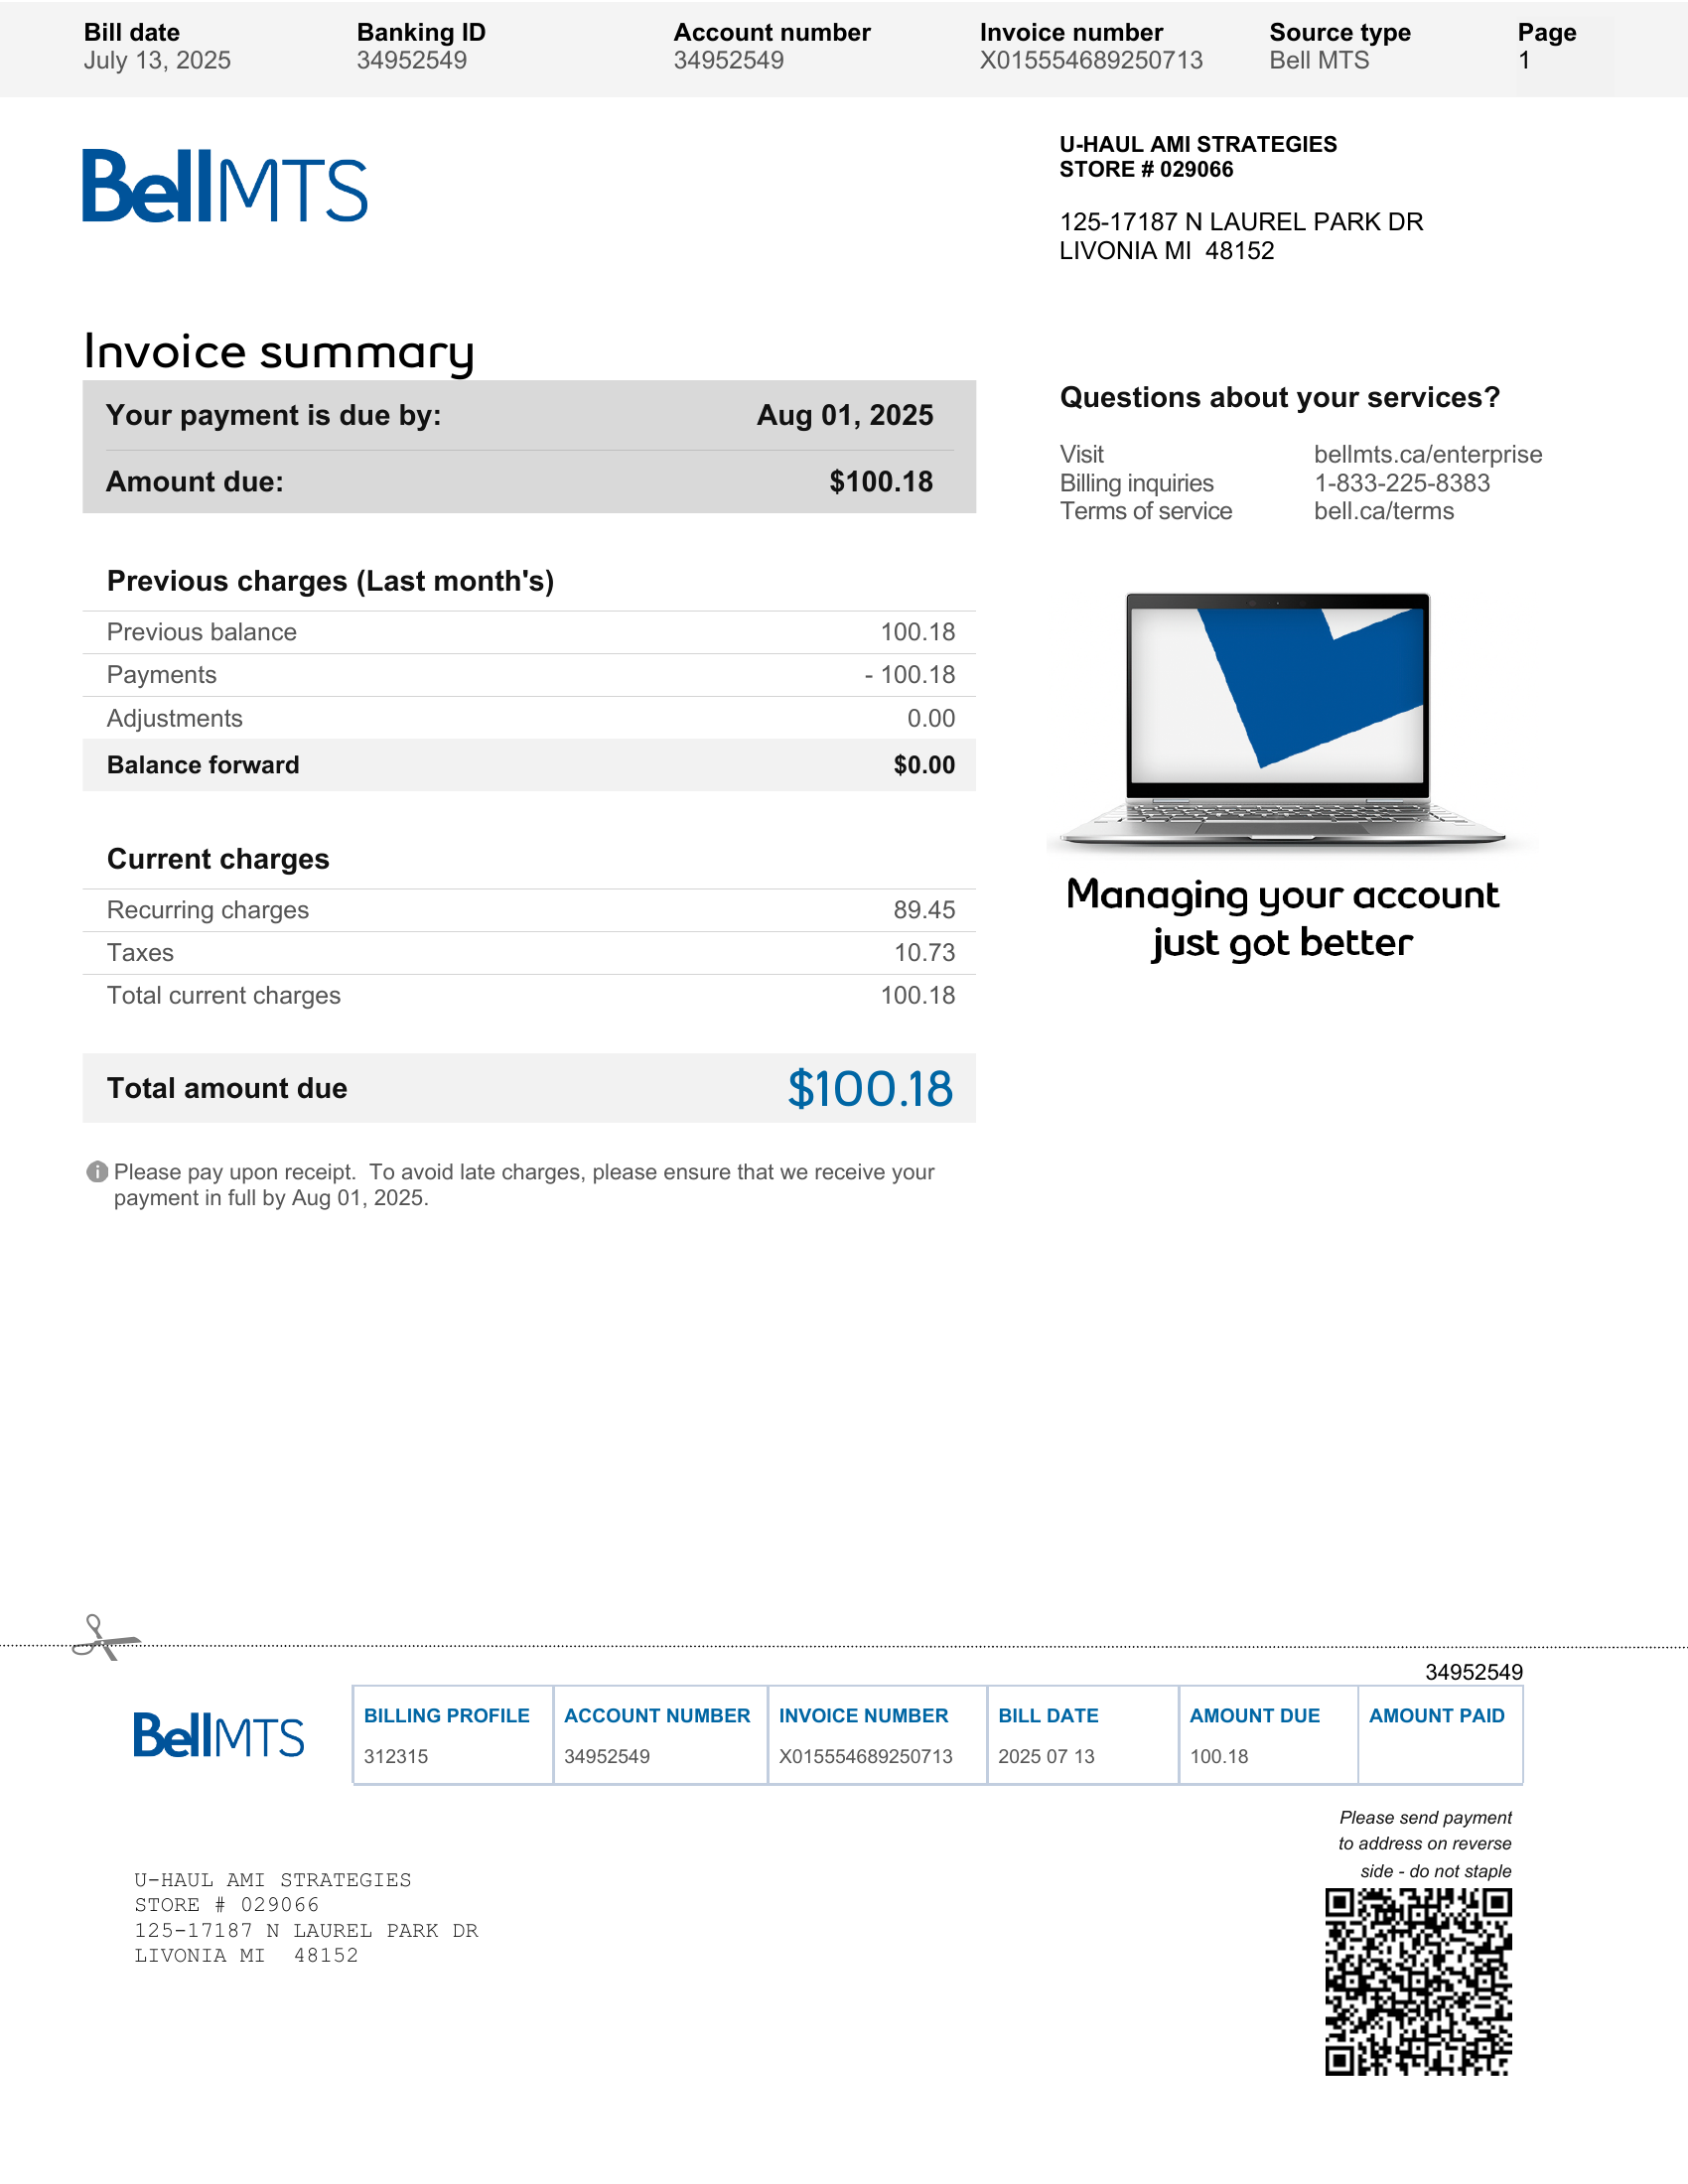 Bill date Banking ID Account number Invoice number Source type Page
July 13, 2025 34952549 34952549 X015554689250713 Bell MTS 1
BellMTS
U-HAUL AMI STRATEGIES
STORE # 029066
125-17187 N LAUREL PARK DR
LIVONIA MI 48152
Invoice summary
Your payment is due by: Aug 01, 2025
Amount due: $100.18
Questions about your services?
Visit bellmts.ca/enterprise
Billing inquiries 1-833-225-8383
Terms of service bell.ca/terms
Previous charges (Last month's)
Previous balance 100.18
Payments - 100.18
Adjustments 0.00
Balance forward $0.00
Current charges
Recurring charges 89.45
Taxes 10.73
Total current charges 100.18
Managing your account
just got better
Total amount due $100.18
Please pay upon receipt. To avoid late charges, please ensure that we receive your
payment in full by Aug 01, 2025.
34952549
BellMTS
BILLING PROFILE ACCOUNT NUMBER INVOICE NUMBER BILL DATE AMOUNT DUE AMOUNT PAID
312315 34952549 X015554689250713 2025 07 13 100.18
Please send payment
to address on reverse
side - do not staple
U-HAUL AMI STRATEGIES
STORE # 029066
125-17187 N LAUREL PARK DR
LIVONIA MI 48152